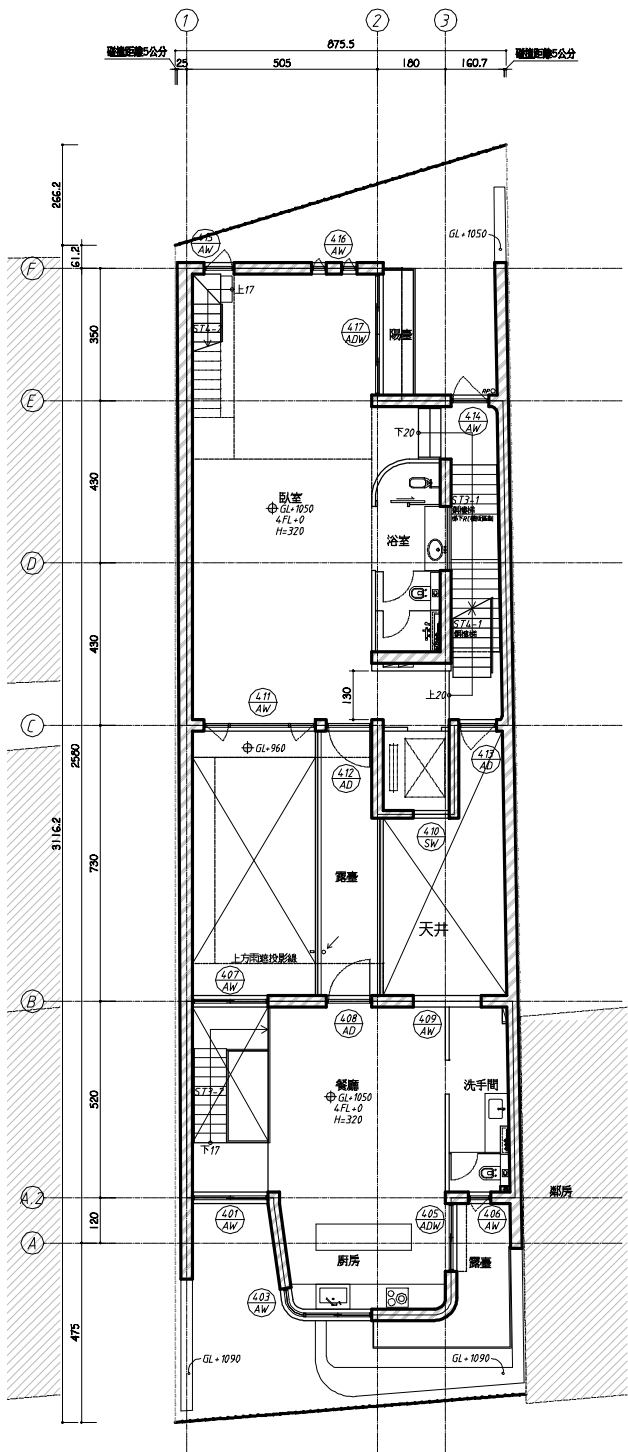 1
2
3
875.5
碰撞距離5公分
碰撞距離5公分
25
505
180
160.7
266.2
GL+1050
61.2
F
415
AW
416
AW
上17
ST4-2
350
417
ADW
陽臺
E
414
AW
下20
430
臥室
GL+1050
4FL+0
H=320
ST3-1
鋼樓梯
浴室
D
ST4-1
鋼樓梯
430
130
上20
411
AW
C
2580
GL+960
412
AD
413
AD
3116.2
410
SW
730
露臺
天井
上方雨遮投影線
407
AW
B
408
AD
409
AW
餐廳
GL+1050
4FL+0
H=320
洗手間
520
下17
A.2
鄰房
401
AW
405
ADW
406
AW
120
A
廚房
露臺
403
AW
475
GL+1090
GL+1090